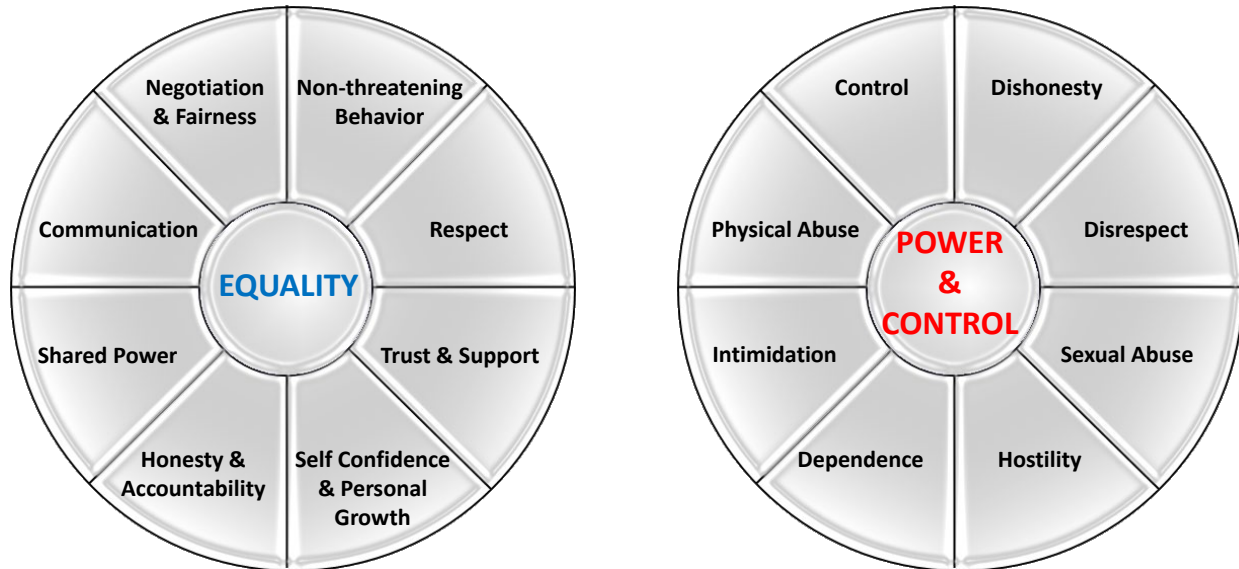 Negotiation
& Fairness
Non-threatening
Behavior
Communication
Respect
EQUALITY
Shared Power
Trust & Support
Honesty &
Accountability
Self Confidence
& Personal
Growth
Control
Dishonesty
Physical Abuse
Disrespect
POWER
&
CONTROL
Intimidation
Sexual Abuse
Dependence
Hostility